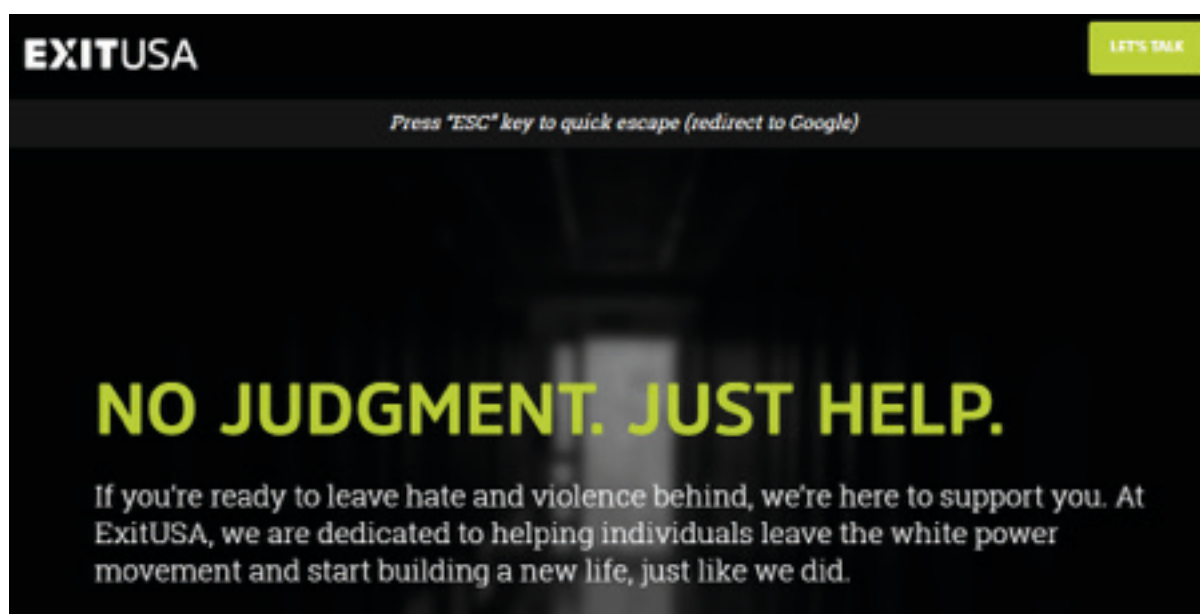 EXITUSA
LET'S TALK
Press "ESC" key to quick escape (redirect to Google)
NO JUDGMENT. JUST HELP.
If you're ready to leave hate and violence behind, we're here to support you. At
ExitUSA, we are dedicated to helping individuals leave the white power
movement and start building a new life, just like we did.